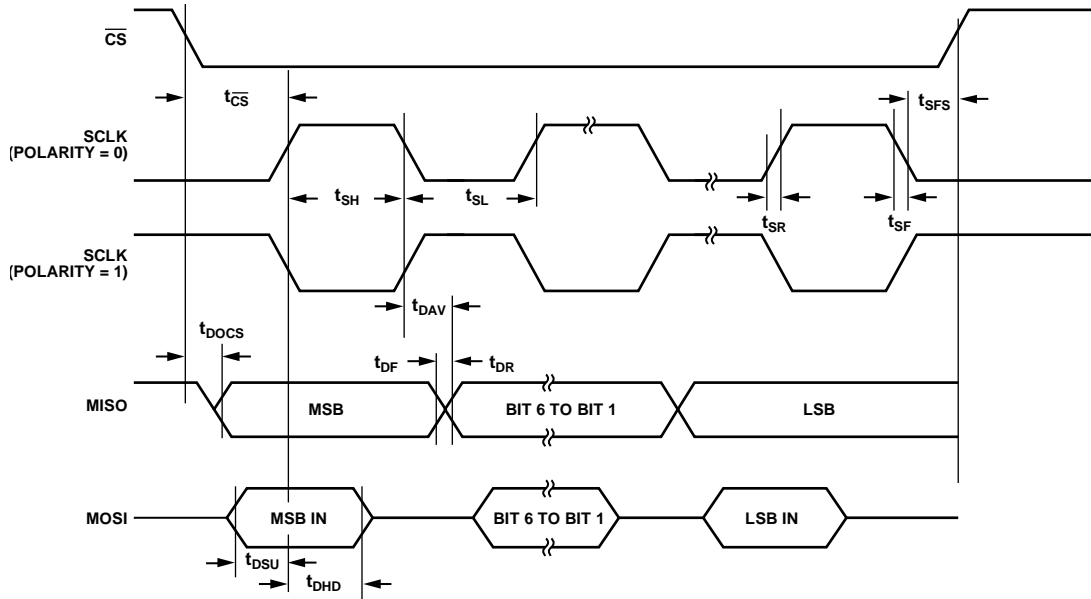 CS
tCS
tSFS
SCLK
(POLARITY = 0)
tSH
tSL
tSR
tSF
SCLK
(POLARITY = 1)
tDAV
tDOCS
tDF
tDR
MISO
MSB
BIT 6 TO BIT 1
LSB
MOSI
MSB IN
BIT 6 TO BIT 1
LSB IN
tDSU
tDHD